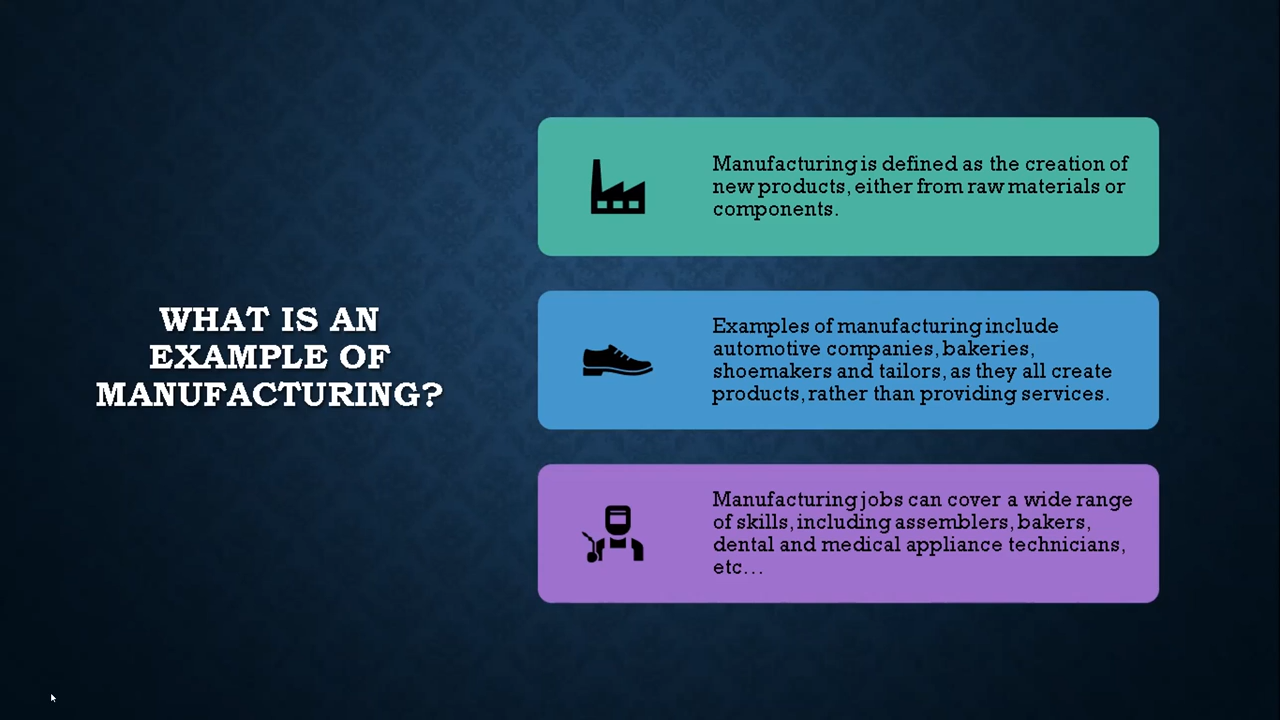 WHAT IS AN
EXAMPLE OF
MANUFACTURING?
Manufacturing is defined as the creation of
new products, either from raw materials or
components.
Examples of manufacturing include
automotive companies, bakeries,
shoemakers and tailors, as they all create
products, rather than providing services.
Manufacturing jobs can cover a wide range
of skills, including assemblers, bakers,
dental and medical appliance technicians,
etc...